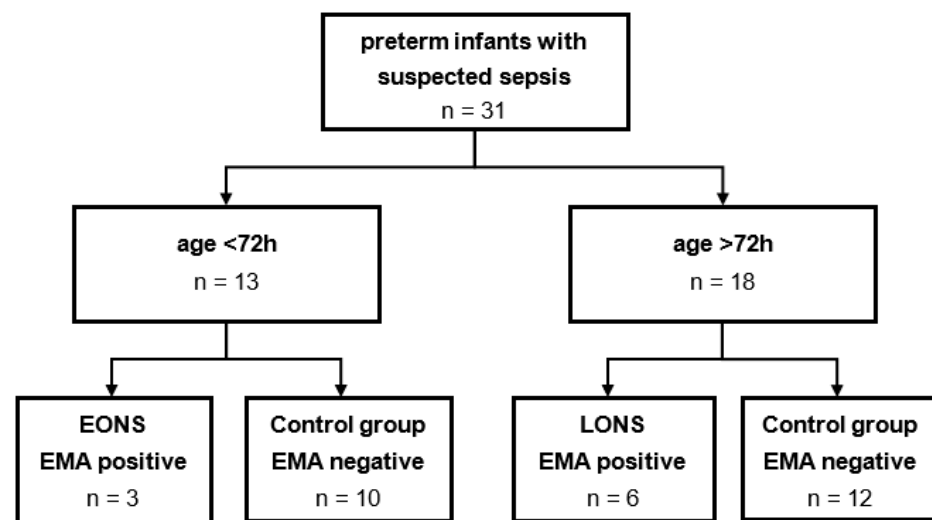 preterm infants with
suspected sepsis
n = 31
age <72h
n = 13
age >72h
n = 18
EONS
EMA positive
n = 3
Control group
EMA negative
n = 10
LONS
EMA positive
n = 6
Control group
EMA negative
n = 12